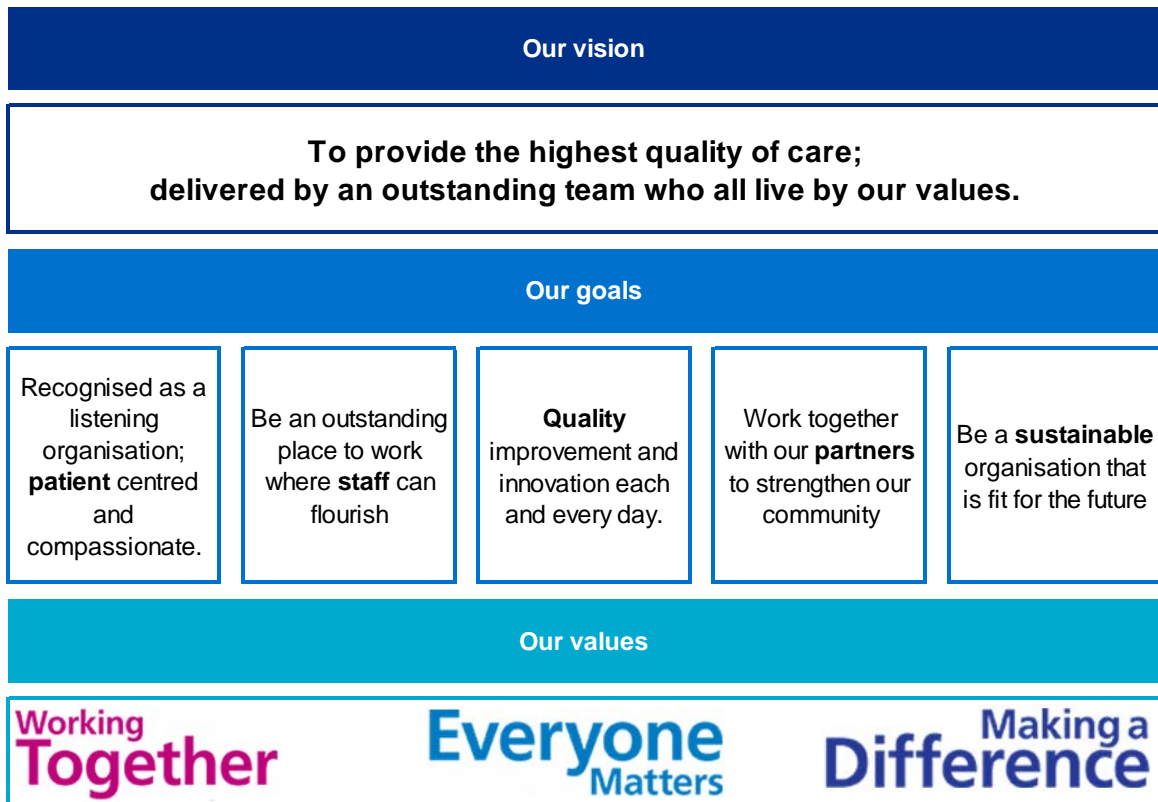 Our vision
To provide the highest quality of care;
delivered by an outstanding team who all live by our values.
Our goals
Recognised as a
listening
organisation;
patient centred
and
compassionate.
Be an outstanding
place to work
where staff can
flourish
Quality
improvement and
innovation each
and every day.
Work together
with our partners
to strengthen our
community
Be a sustainable
organisation that
is fit for the future
Our values
Working
Together
Everyone
Matters
Making a
Difference